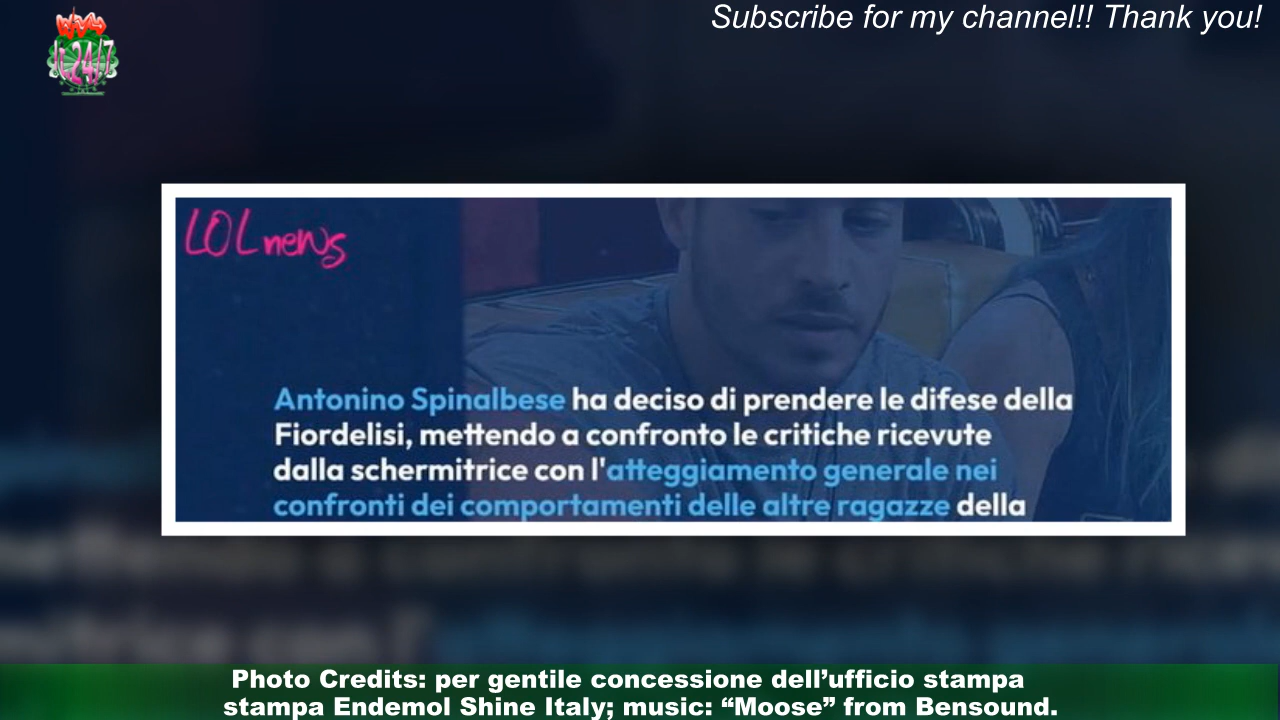 Subscribe for my channel!! Thank you!
24/7
LOL news
Antonino Spinalbese ha deciso di prendere le difese della
Fiordelisi, mettendo a confronto le critiche ricevute
dalla schermitrice con l'atteggiamento generale nei
confronti dei comportamenti delle altre ragazze della
Photo Credits: per gentile concessione dell’ufficio stampa
stampa Endemol Shine Italy; music: “Moose” from Bensound.